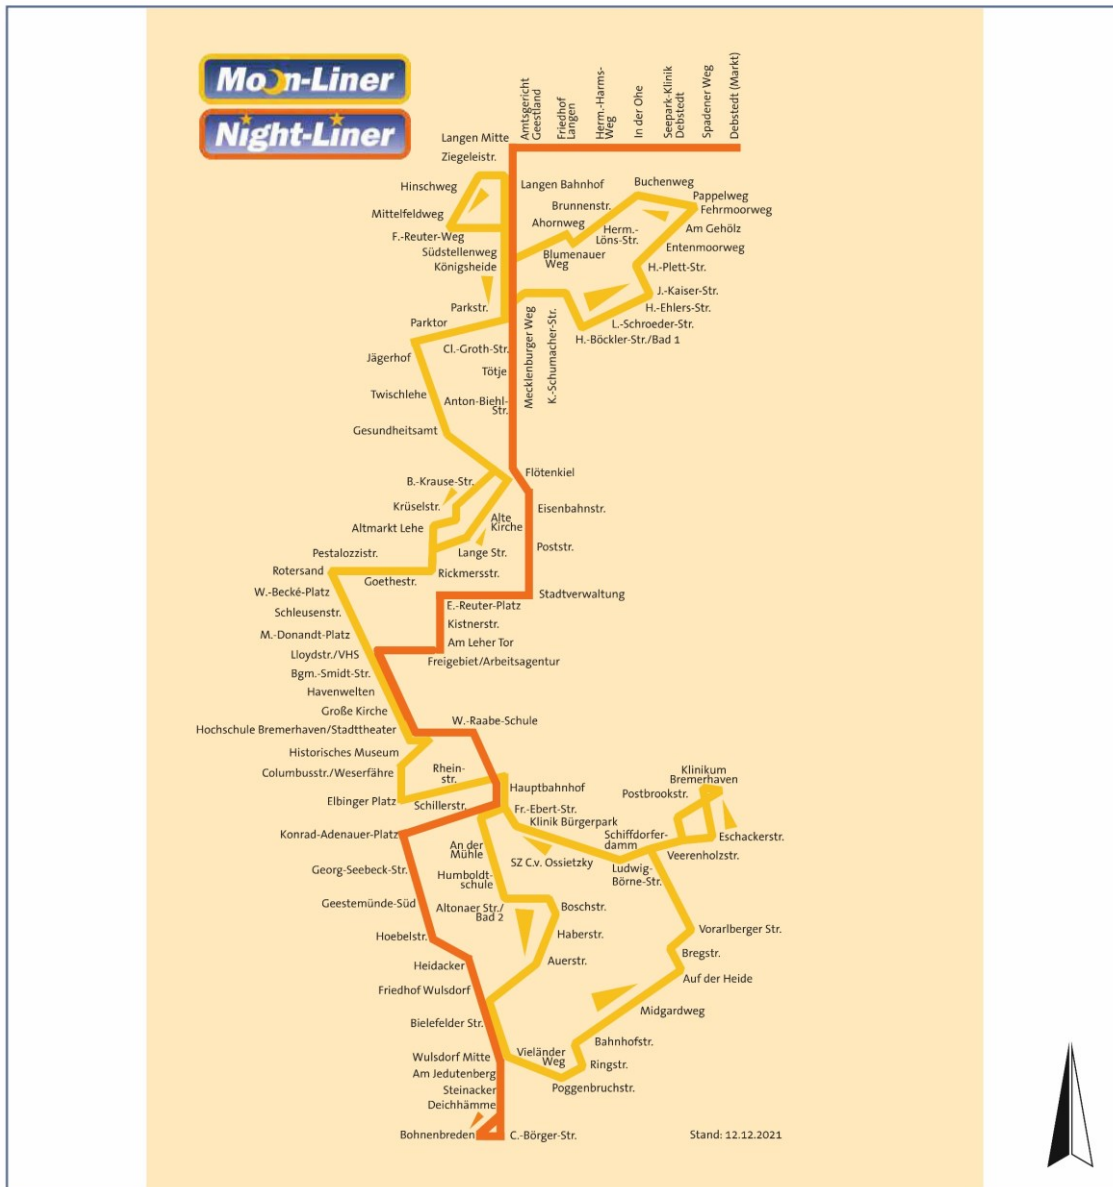 Moon-Liner
Night-Liner
Amtsgericht
Geestland
Friedhof
Langen
Herm.-Harms-
Weg
In der Ohe
Seepark-Klinik
Debstedt
Spadener Weg
Debstedt (Markt)
Langen Mitte
Ziegeleistr.
Hinschweg
Mittelfeldweg
F.-Reuter-Weg
Südstellenweg
Königsheide
Parkstr.
Parktor
Langen Bahnhof
Brunnenstr.
Ahornweg
Blumenauer
Weg
Herm.-
Löns-Str.
Buchenweg
Pappelweg
Fehrmoorweg
Am Gehölz
Entenmoorweg
H.-Plett-Str.
J.-Kaiser-Str.
H.-Ehlers-Str.
L.-Schroeder-Str.
H.-Böckler-Str./Bad 1
K.-Schumacher-Str.
Mecklenburger Weg
Cl.-Groth-Str.
Jägerhof
Tötje
Twischlehe
Anton-Biehl-
Str.
Gesundheitsamt
Flötenkiel
B.-Krause-Str.
Krüselstr.
Eisenbahnstr.
Altmarkt Lehe
Alte
Kirche
Poststr.
Pestalozzistr.
Lange Str.
Rotersand
Goethestr.
Rickmersstr.
W.-Becké-Platz
Stadtverwaltung
Schleusenstr.
E.-Reuter-Platz
Kistnerstr.
M.-Donandt-Platz
Am Leher Tor
Lloydstr./VHS
Freigebiet/Arbeitsagentur
Bgm.-Smidt-Str.
Havenwelten
Große Kirche
W.-Raabe-Schule
Hochschule Bremerhaven/Stadttheater
Historisches Museum
Columbusstr./Weserfähre
Rhein-
str.
Hauptbahnhof
Elbinger Platz
Schillerstr.
Fr.-Ebert-Str.
Klinik Bürgerpark
Klinikum
Bremerhaven
Postbrookstr.
Konrad-Adenauer-Platz
An der
Mühle
SZ C.v. Ossietzky
Schiffdorfer-
damm
Eschackerstr.
Veerenholzstr.
Georg-Seebeck-Str.
Humboldt-
schule
Ludwig-
Börne-Str.
Geestemünde-Süd
Altonaer Str./
Bad 2
Boschstr.
Hoebelstr.
Haberstr.
Vorarlberger Str.
Bregstr.
Heidacker
Auerstr.
Auf der Heide
Friedhof Wulsdorf
Midgardweg
Bielefelder Str.
Bahnhofstr.
Wulsdorf Mitte
Vieländer
Weg
Ringstr.
Am Jedutenberg
Poggenbruchstr.
Steinacker
Deichhämme
Bohnenbreden
C.-Börger-Str.
Stand: 12.12.2021